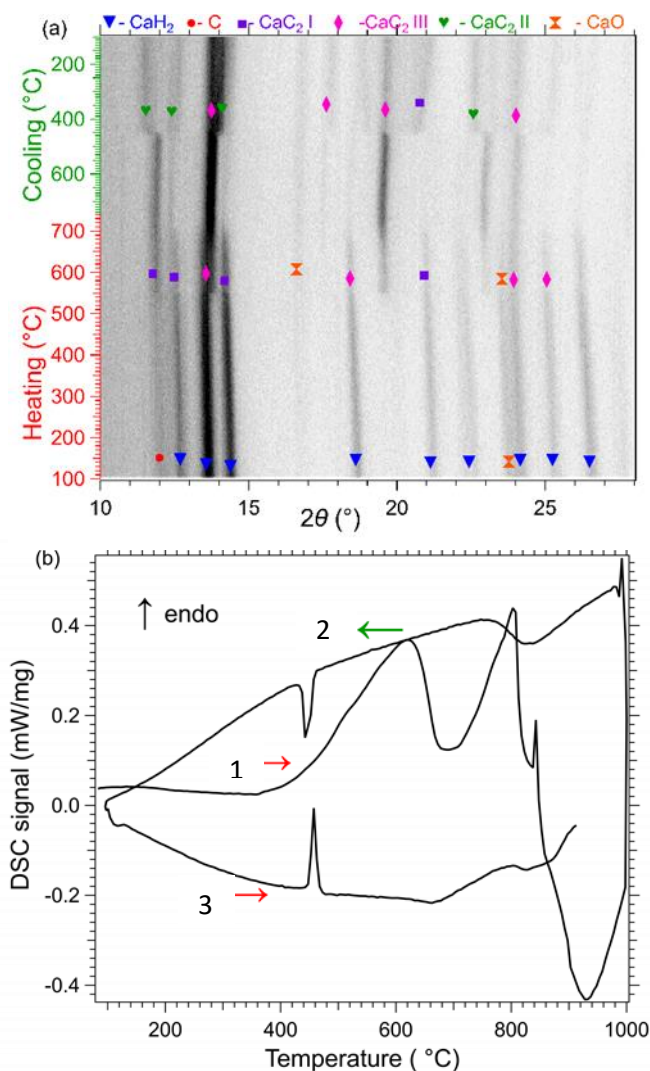 (a) - CaH₂ - C - CaC₂ I -CaC₂ III - CaC₂ II - CaO
Cooling (°C)
200
400
600
Heating (°C)
700
600
500
400
300
200
100
10 15 20 25
2θ (°)
(b)
↑ endo
DSC signal (mW/mg)
0.4
0.2
0.0
-0.2
-0.4
2
1
3
200 400 600 800 1000
Temperature ( °C)